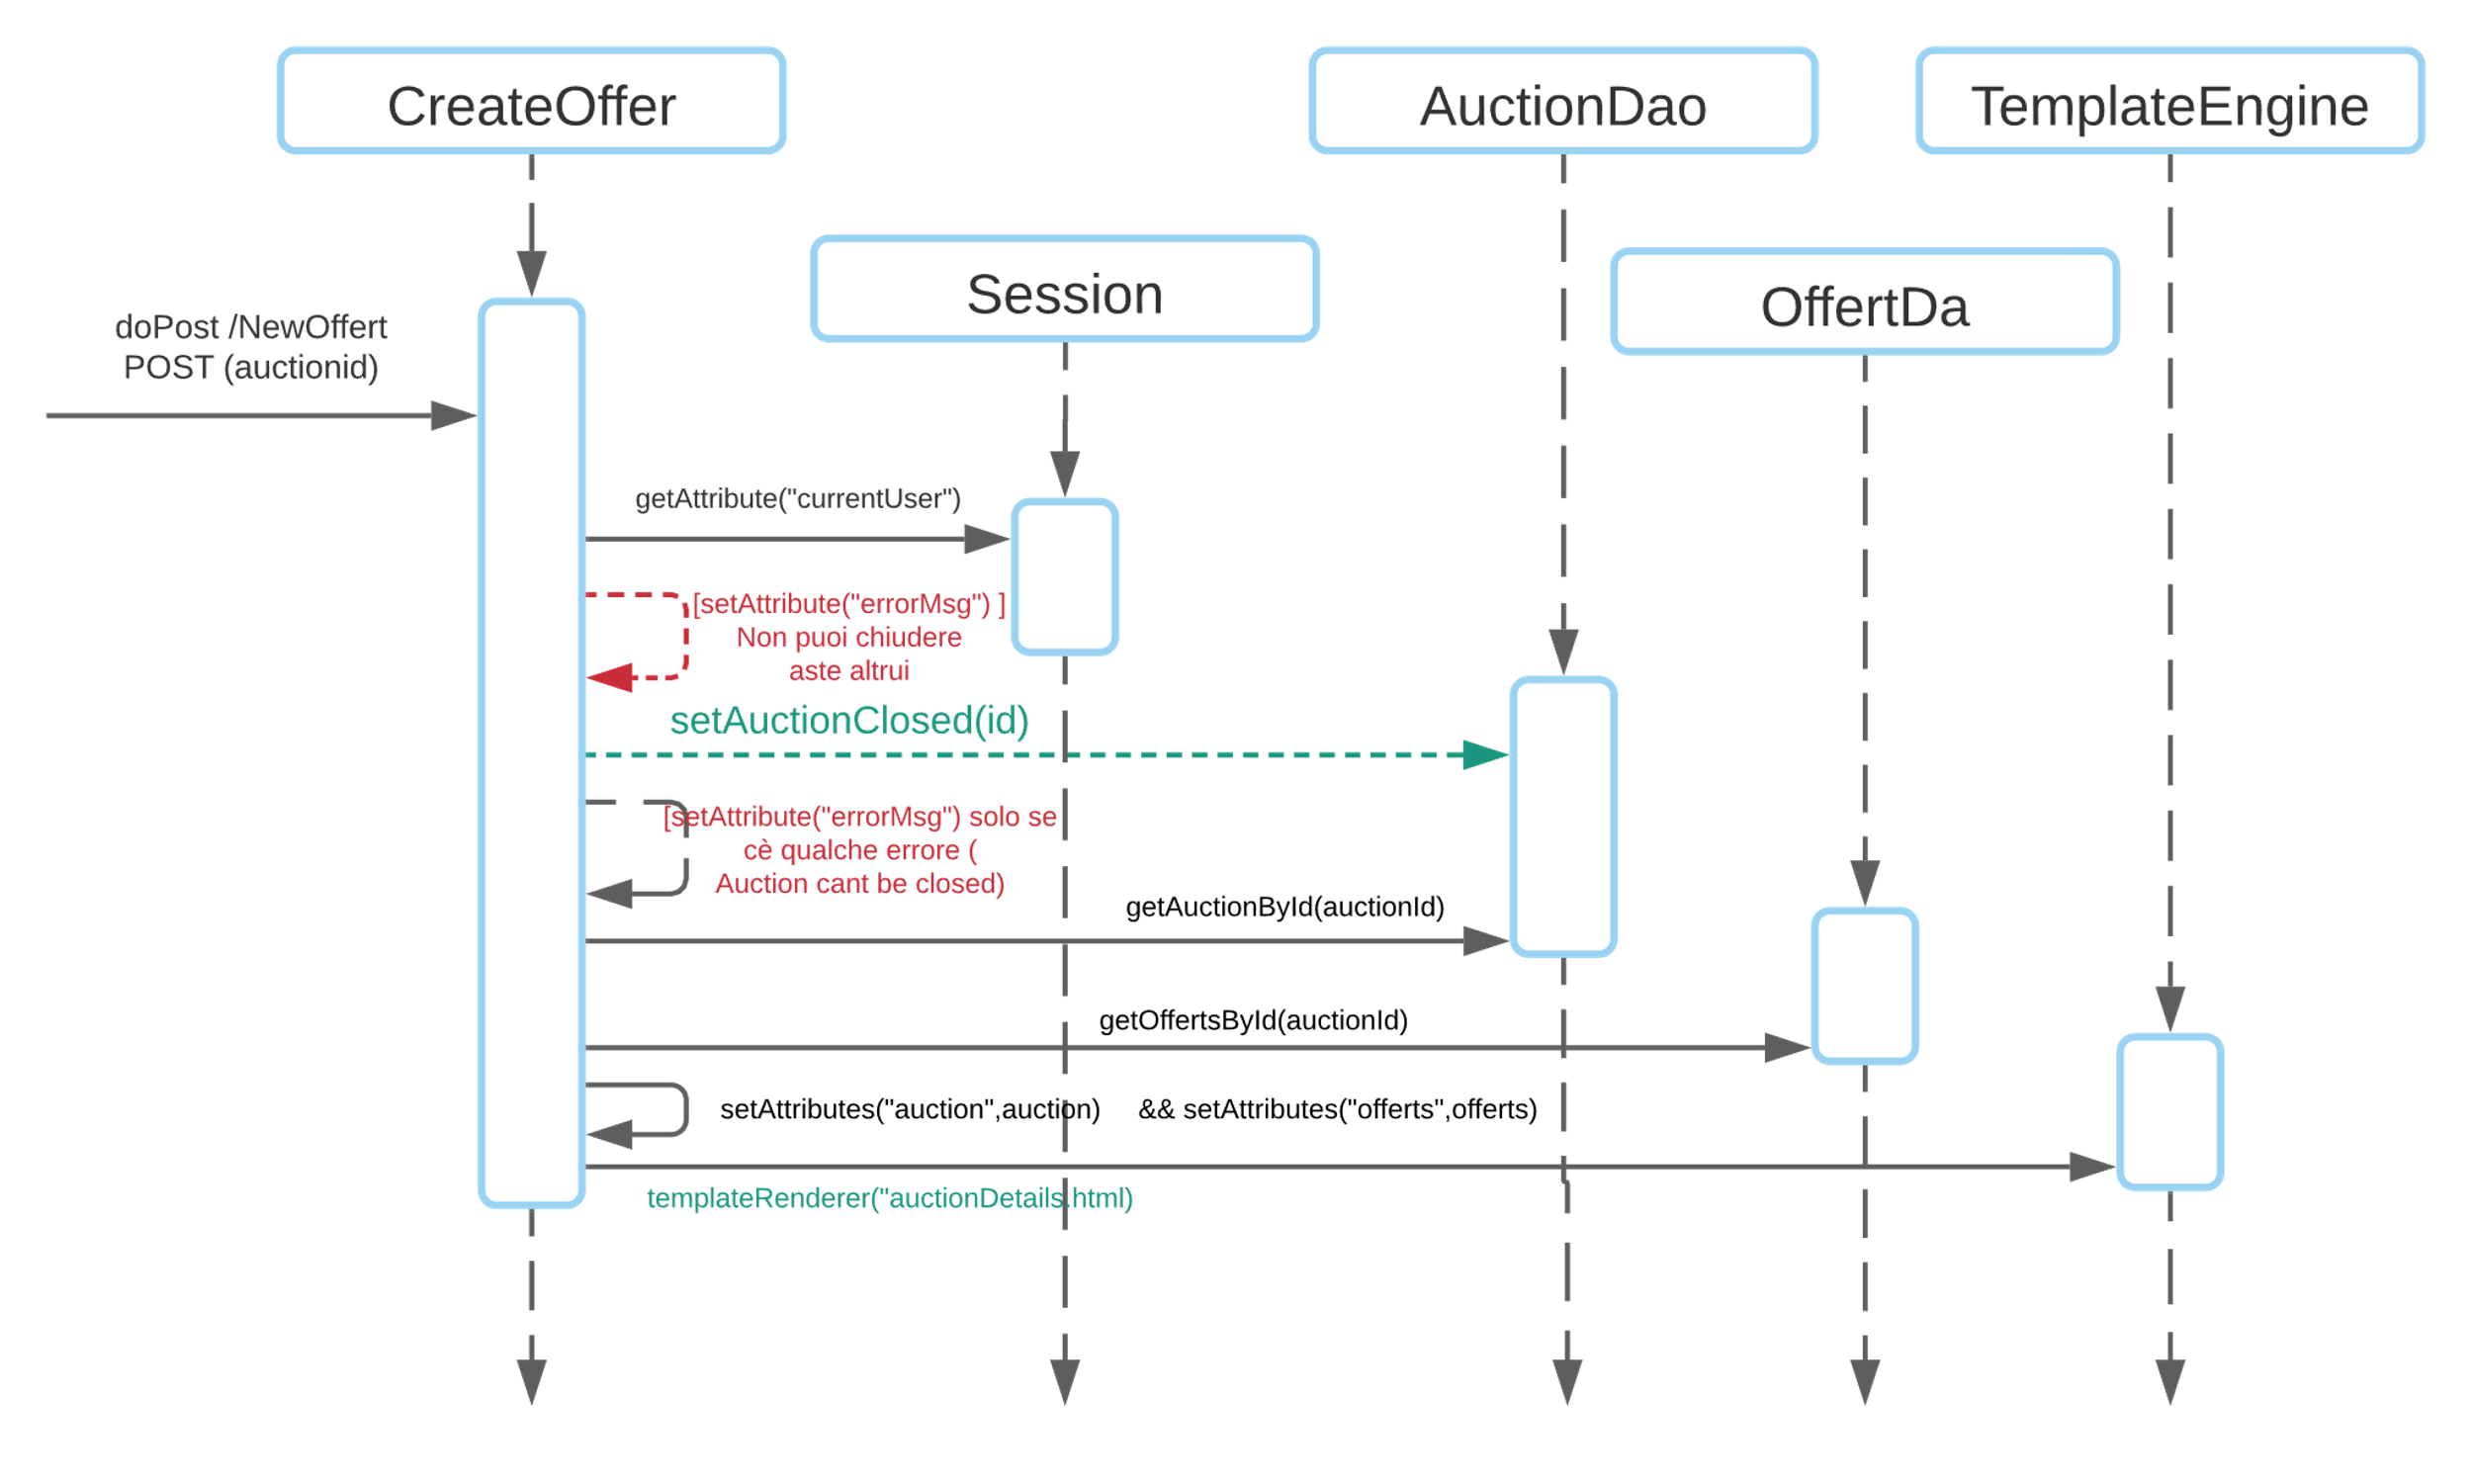 CreateOffer
AuctionDao
TemplateEngine
Session
OffertDa
doPost /NewOffert
POST (auctionid)
getAttribute("currentUser")
[setAttribute("errorMsg") ]
Non puoi chiudere
aste altrui
setAuctionClosed(id)
[setAttribute("errorMsg") solo se
cè qualche errore (
Auction cant be closed)
getAuctionById(auctionId)
getOffertsById(auctionId)
setAttributes("auction",auction) && setAttributes("offerts",offerts)
templateRenderer("auctionDetails.html)